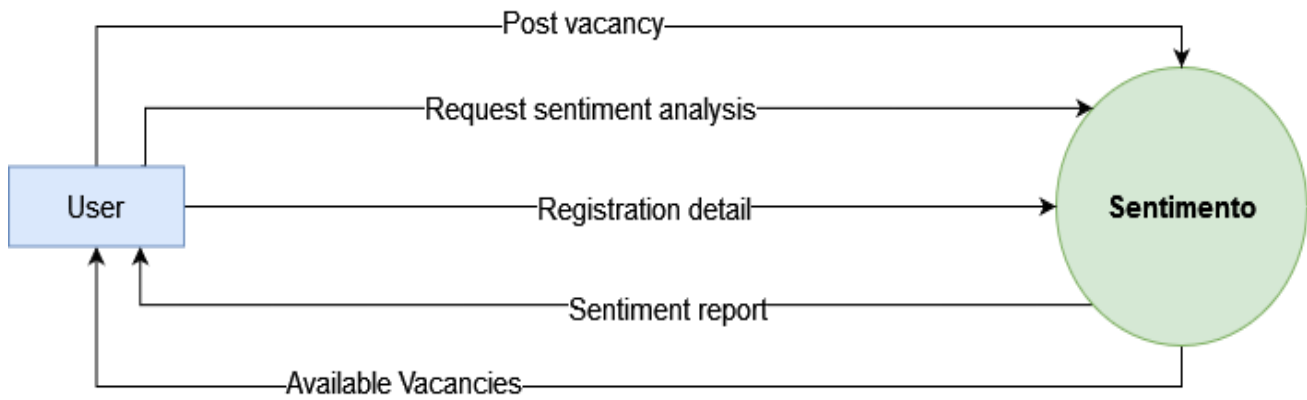 Post vacancy
Request sentiment analysis
User
Registration detail
Sentimento
Sentiment report
Available Vacancies